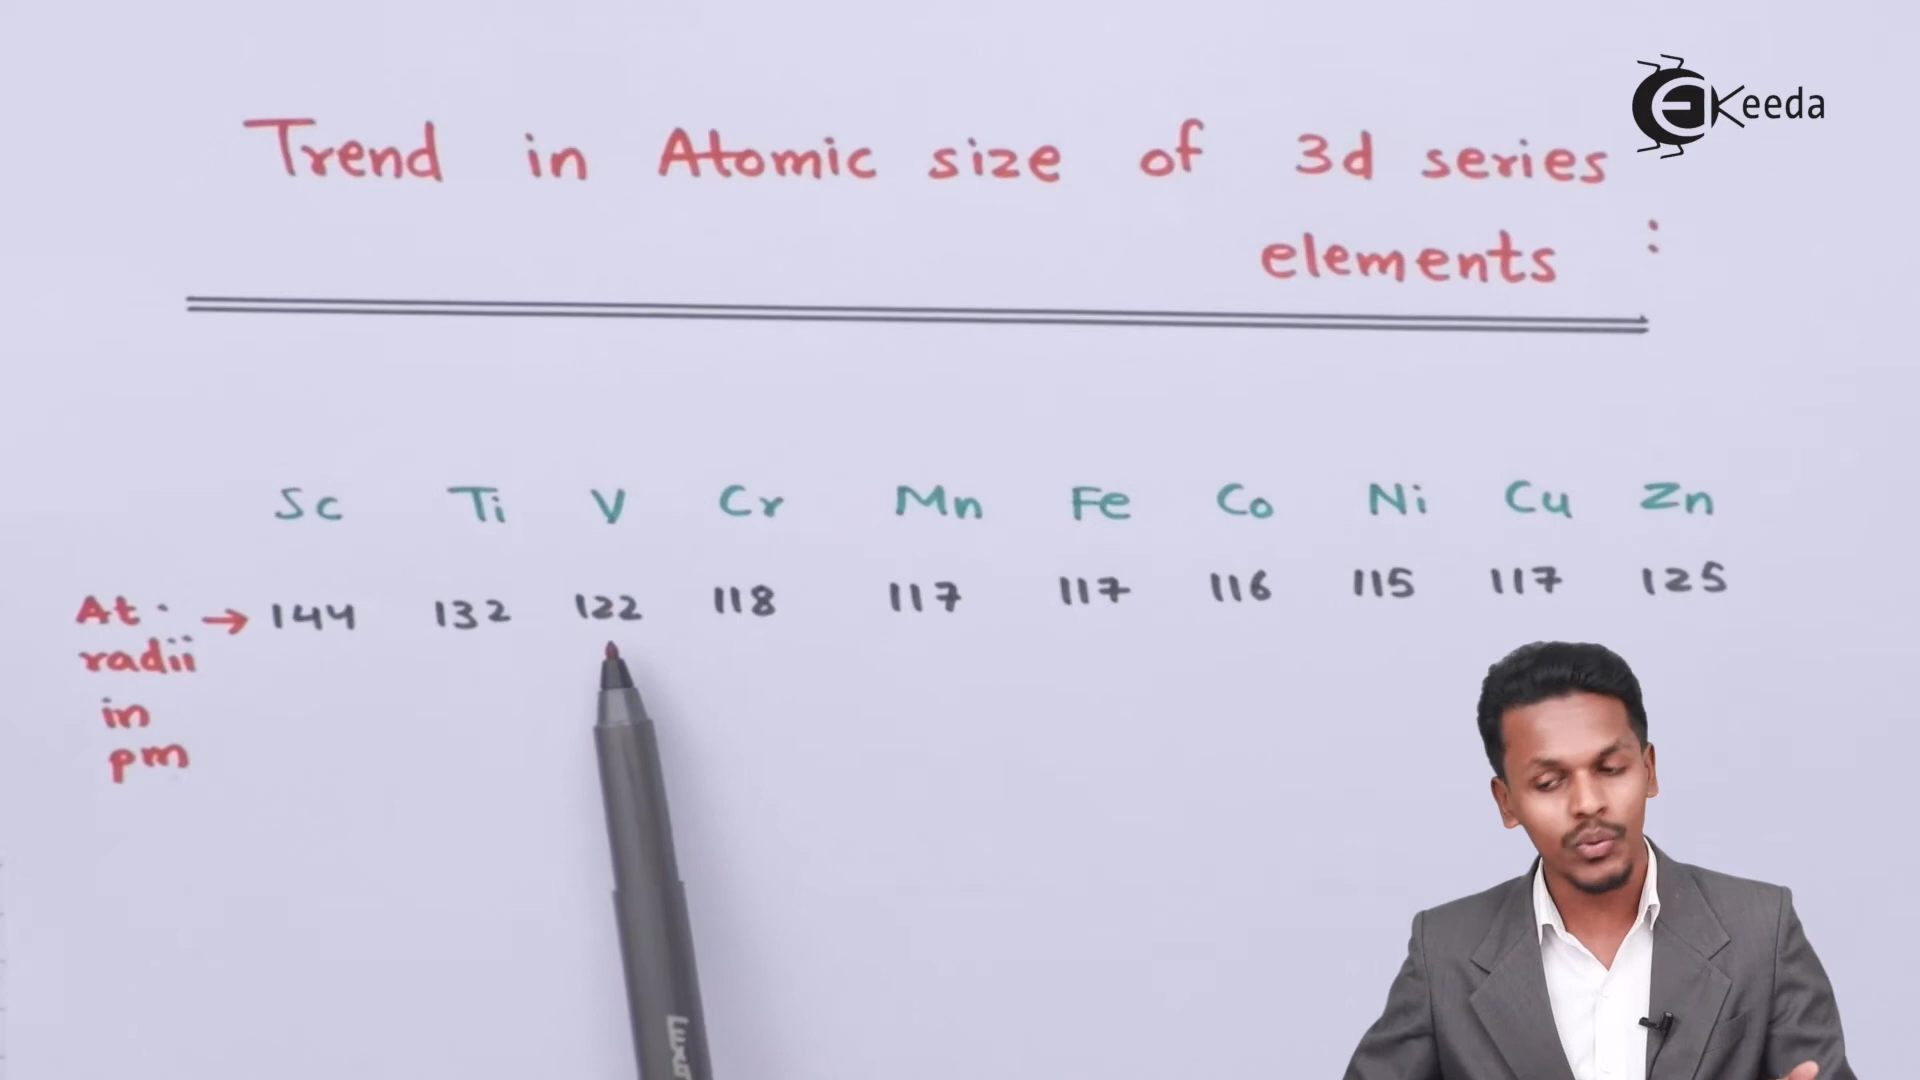 EKeeda
Trend in Atomic size of 3d series
elements :
Sc Ti V Cr Mn Fe Co Ni Cu Zn
At. radii in pm → 144 132 122 118 117 117 116 115 117 125
Luxo